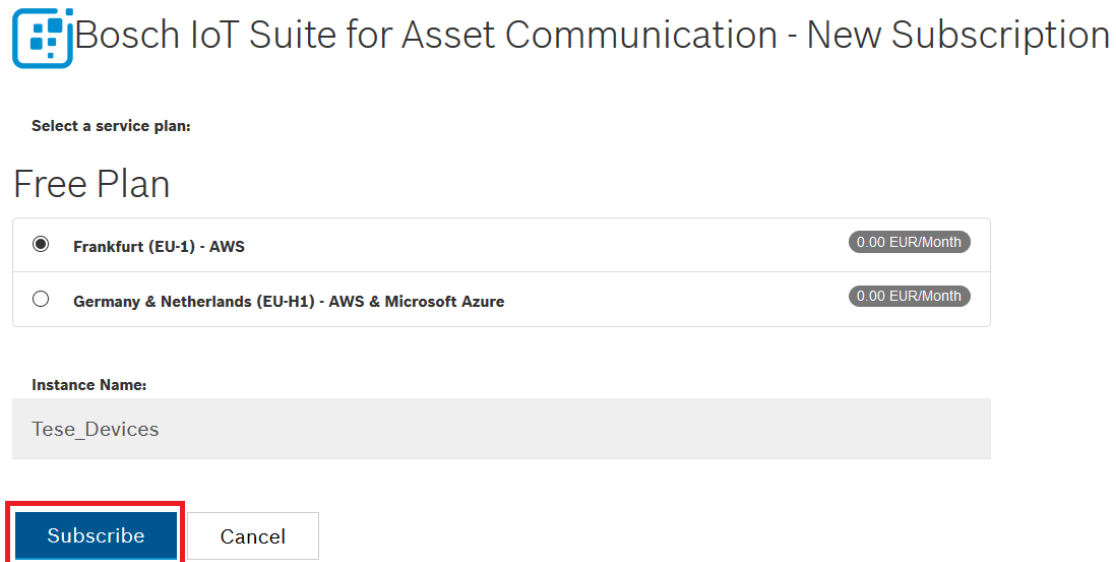 Bosch IoT Suite for Asset Communication - New Subscription
Select a service plan:
Free Plan
Frankfurt (EU-1) - AWS 0.00 EUR/Month
Germany & Netherlands (EU-H1) - AWS & Microsoft Azure 0.00 EUR/Month
Instance Name:
Tese_Devices
Subscribe Cancel